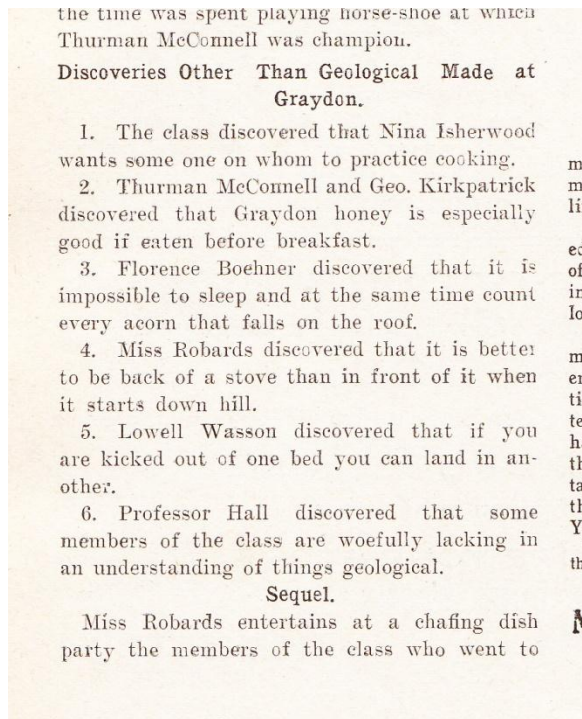 the time was spent playing horse-shoe at which
Thurman McConnell was champion.
Discoveries Other Than Geological Made at
Graydon.
1. The class discovered that Nina Isherwood
wants some one on whom to practice cooking.
2. Thurman McConnell and Geo. Kirkpatrick
discovered that Graydon honey is especially
good if eaten before breakfast.
3. Florence Boehner discovered that it is
impossible to sleep and at the same time count
every acorn that falls on the roof.
4. Miss Robards discovered that it is better
to be back of a stove than in front of it when
it starts down hill.
5. Lowell Wasson discovered that if you
are kicked out of one bed you can land in an-
other.
6. Professor Hall discovered that some
members of the class are woefully lacking in
an understanding of things geological.
Sequel.
Miss Robards entertains at a chafing dish
party the members of the class who went to